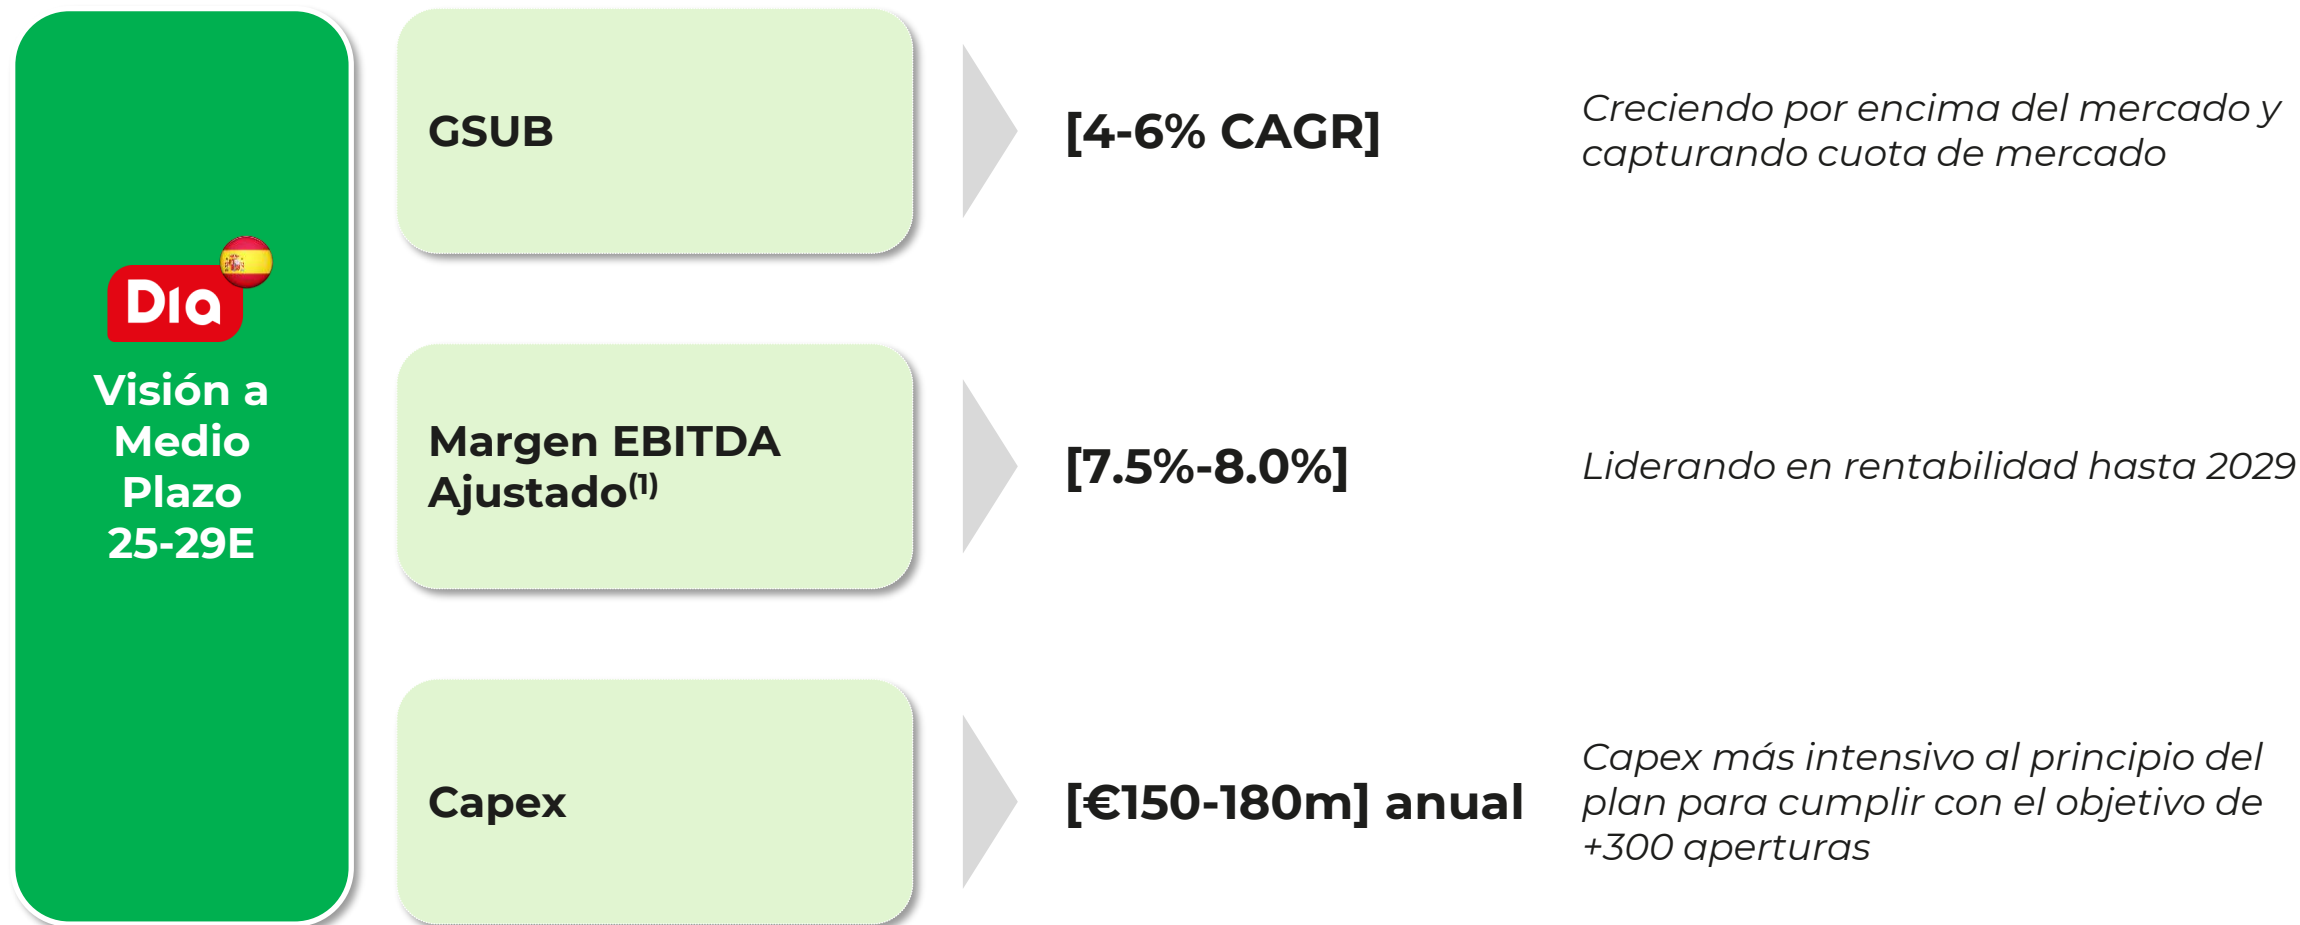 Dia
Visión a
Medio
Plazo
25-29E
GSUB
[4-6% CAGR]
Creciendo por encima del mercado y
capturando cuota de mercado
Margen EBITDA
Ajustado(1)
[7.5%-8.0%]
Liderando en rentabilidad hasta 2029
Capex
[€150-180m] anual
Capex más intensivo al principio del
plan para cumplir con el objetivo de
+300 aperturas